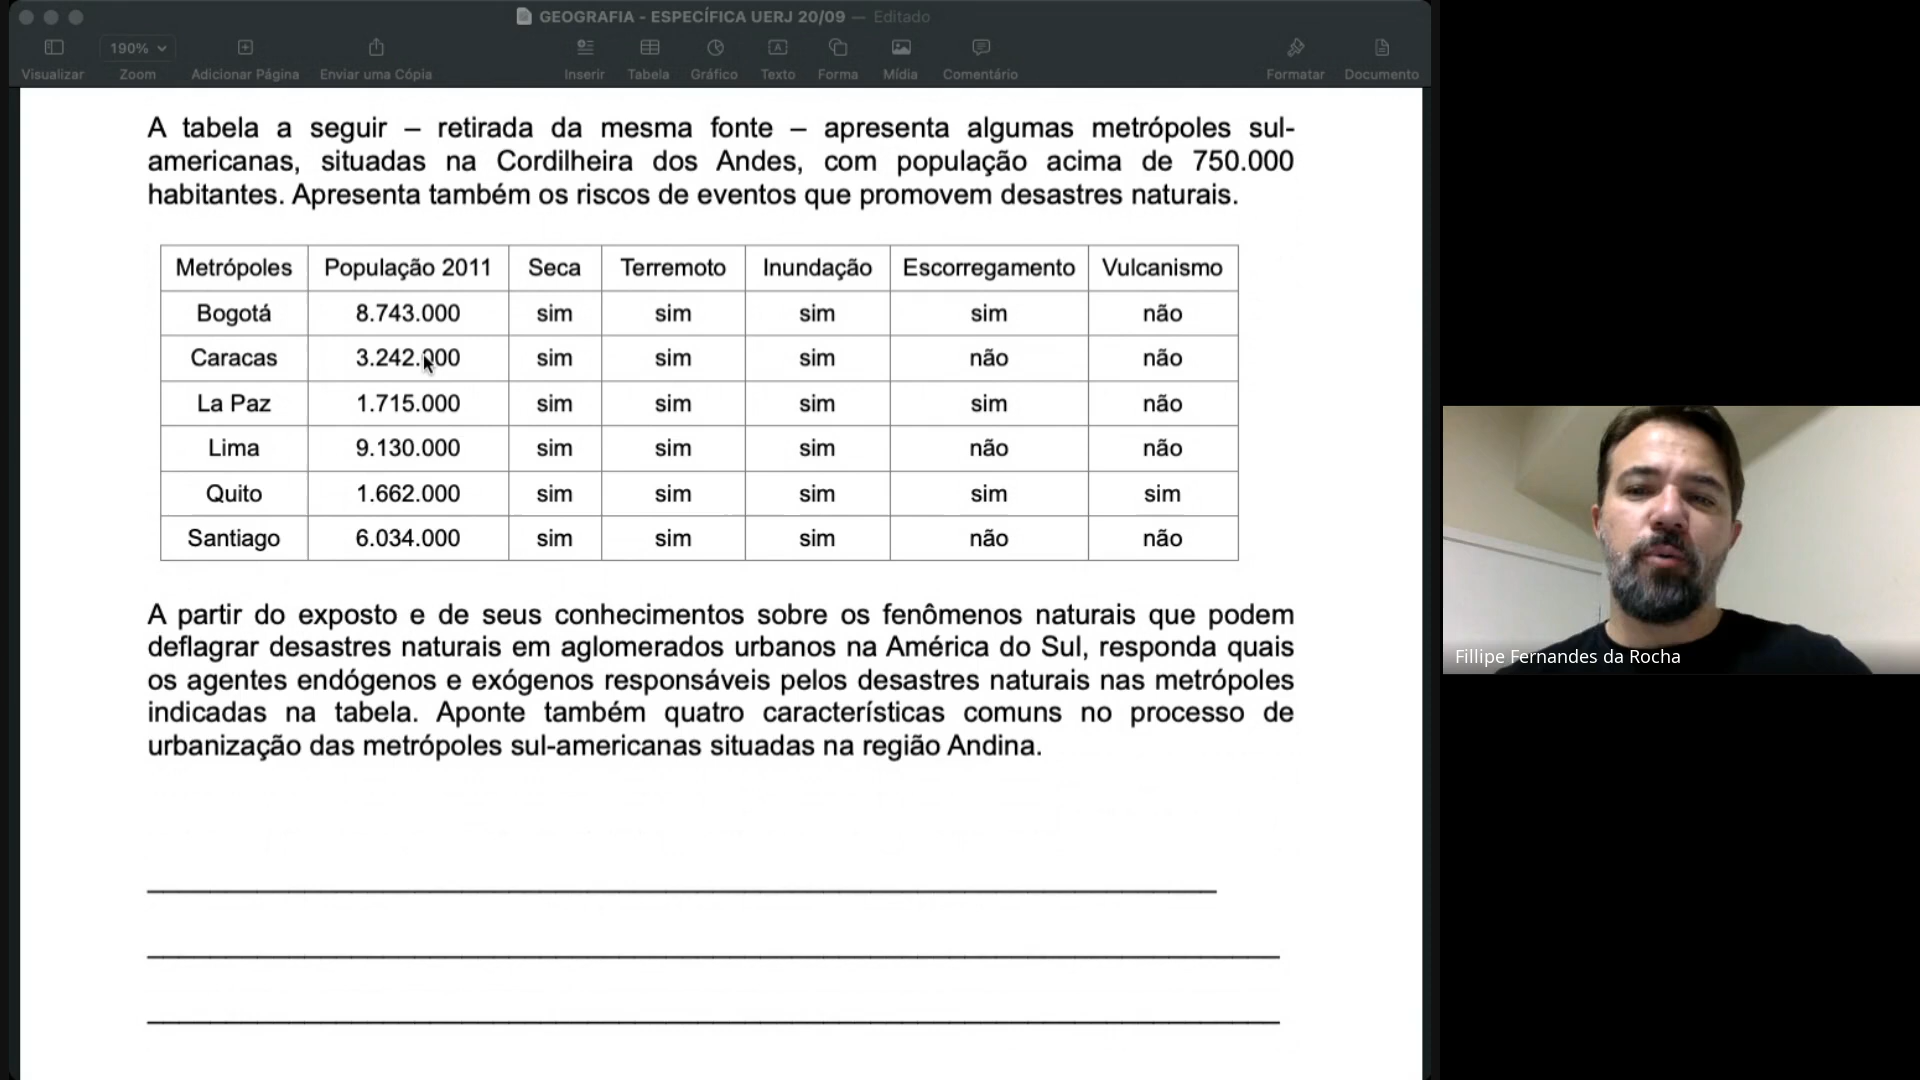 GEOGRAFIA - ESPECÍFICA UERJ 20/09 — Editado
190%
Visualizar Zoom Adicionar Página Enviar uma Cópia Inserir Tabela Gráfico Texto Forma Mídia Comentário Formatar Documento
A tabela a seguir – retirada da mesma fonte – apresenta algumas metrópoles sul-
americanas, situadas na Cordilheira dos Andes, com população acima de 750.000
habitantes. Apresenta também os riscos de eventos que promovem desastres naturais.
Metrópoles População 2011 Seca Terremoto Inundação Escorregamento Vulcanismo
Bogotá 8.743.000 sim sim sim sim não
Caracas 3.242.000 sim sim sim não não
La Paz 1.715.000 sim sim sim sim não
Lima 9.130.000 sim sim sim não não
Quito 1.662.000 sim sim sim sim sim
Santiago 6.034.000 sim sim sim não não
A partir do exposto e de seus conhecimentos sobre os fenômenos naturais que podem
deflagrar desastres naturais em aglomerados urbanos na América do Sul, responda quais
os agentes endógenos e exógenos responsáveis pelos desastres naturais nas metrópoles
indicadas na tabela. Aponte também quatro características comuns no processo de
urbanização das metrópoles sul-americanas situadas na região Andina.
Fillipe Fernandes da Rocha